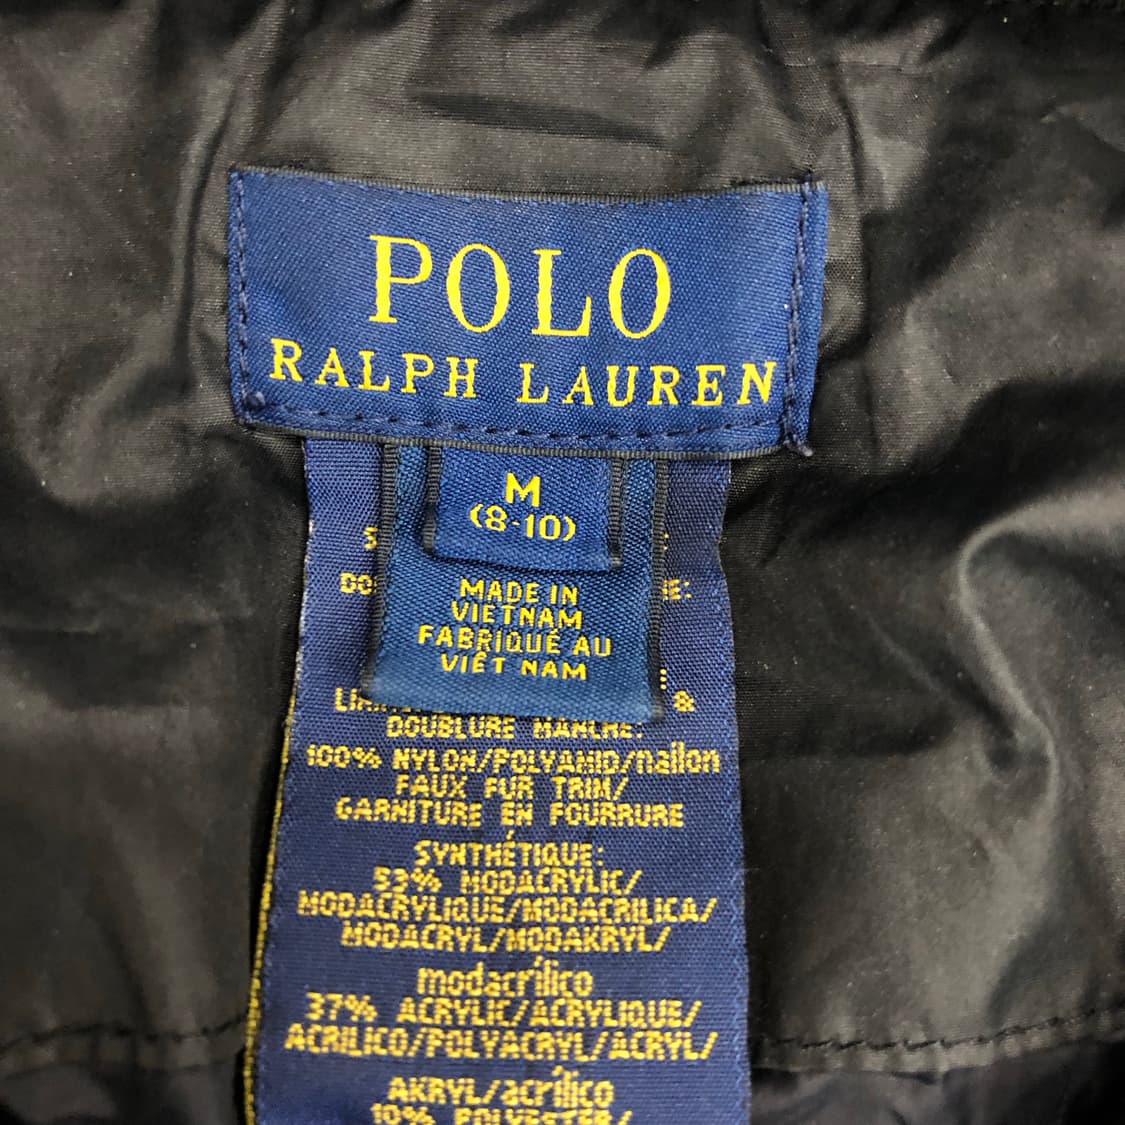 POLO
RALPH LAUREN
M
(8-10)
MADE IN
VIETNAM
FABRIQUÉ AU
VIÊT NAM
&
DOUBLURE MANCHE:
100% NYLON/POLYAMID/nailon
FAUX FUR TRIM/
GARNITURE EN FOURRURE
SYNTHÉTIQUE:
53% MODACRYLIC/
MODACRYLIQUE/MODACRILICA/
MODACRYL/MODAKRYL/
modacrílico
37% ACRYLIC/ACRYLIQUE/
ACRILICO/POLYACRYL/ACRYL/
AKRYL/acrílico
10% POLYESTER/